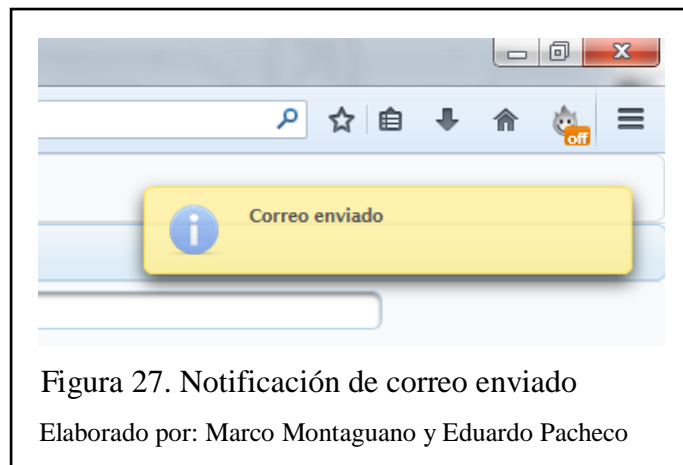 off
Correo enviado
Figura 27. Notificación de correo enviado
Elaborado por: Marco Montaguano y Eduardo Pacheco